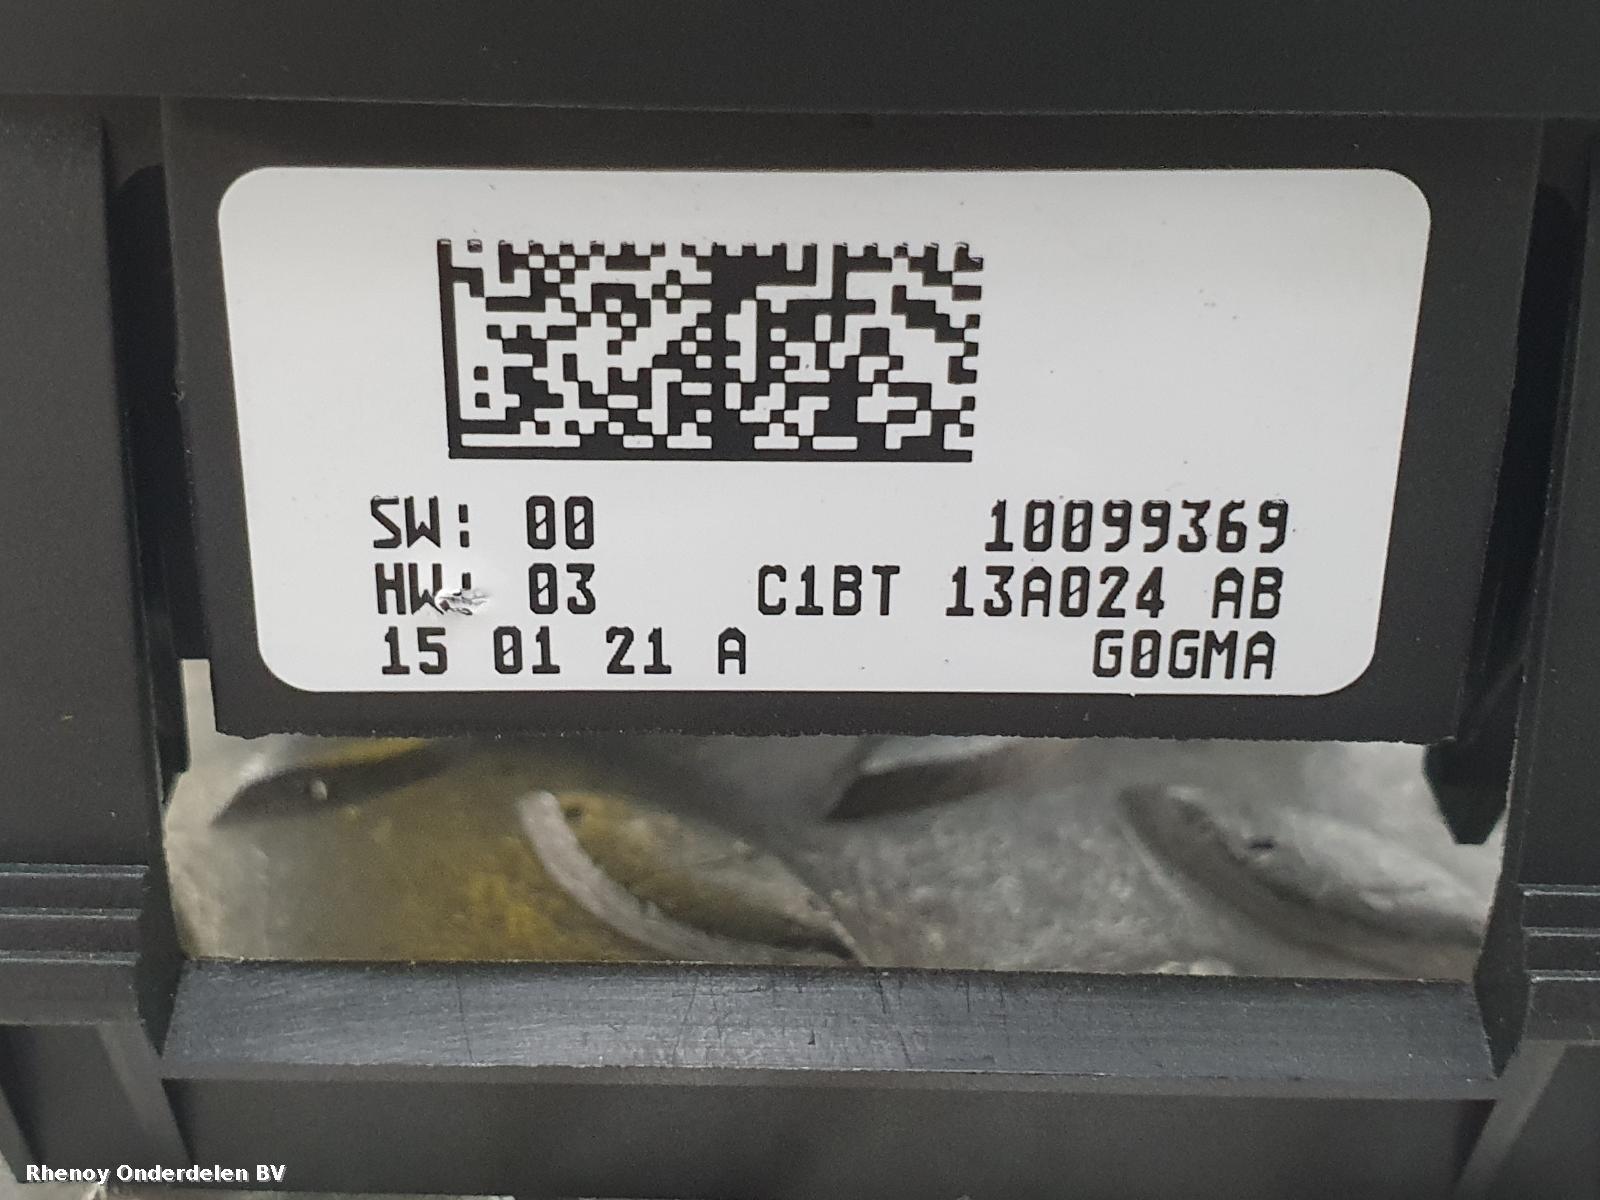 SW: 00 10099369
HW: 03 C1BT 13A024 AB
15 01 21 A G0GMA
Rhenoy Onderdelen BV